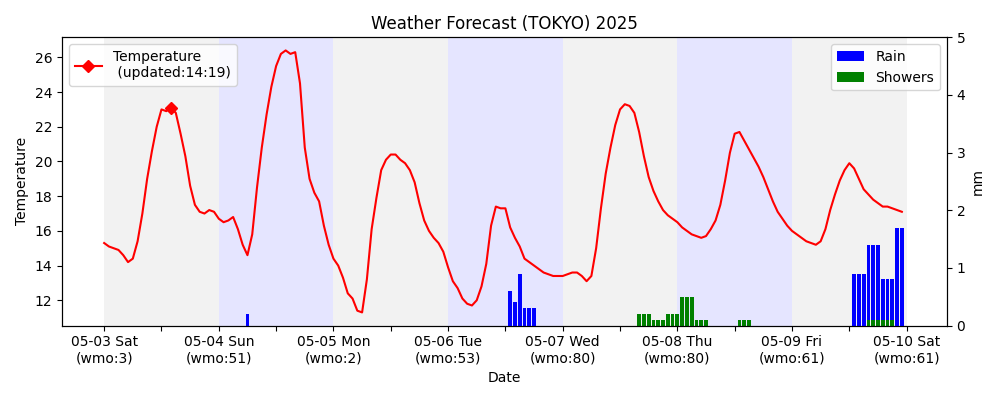 Weather Forecast (TOKYO) 2025
Temperature
(updated:14:19)
Rain
Showers
26
24
22
20
18
16
14
12
Temperature
5
4
3
2
1
0
mm
05-03 Sat
(wmo:3)
05-04 Sun
(wmo:51)
05-05 Mon
(wmo:2)
05-06 Tue
(wmo:53)
05-07 Wed
(wmo:80)
05-08 Thu
(wmo:80)
05-09 Fri
(wmo:61)
05-10 Sat
(wmo:61)
Date